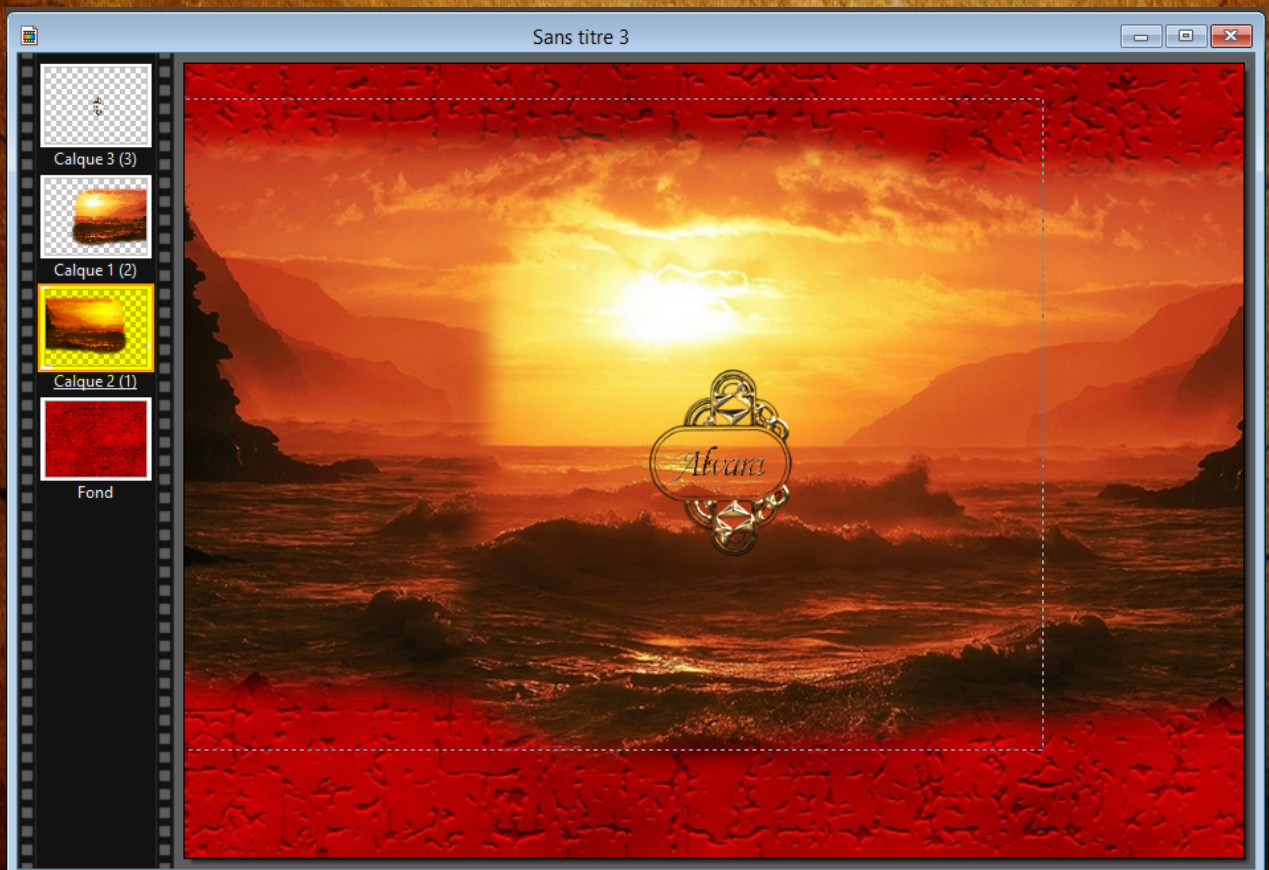 Sans titre 3
Calque 3 (3)
Calque 1 (2)
Calque 2 (1)
Fond
Alvara